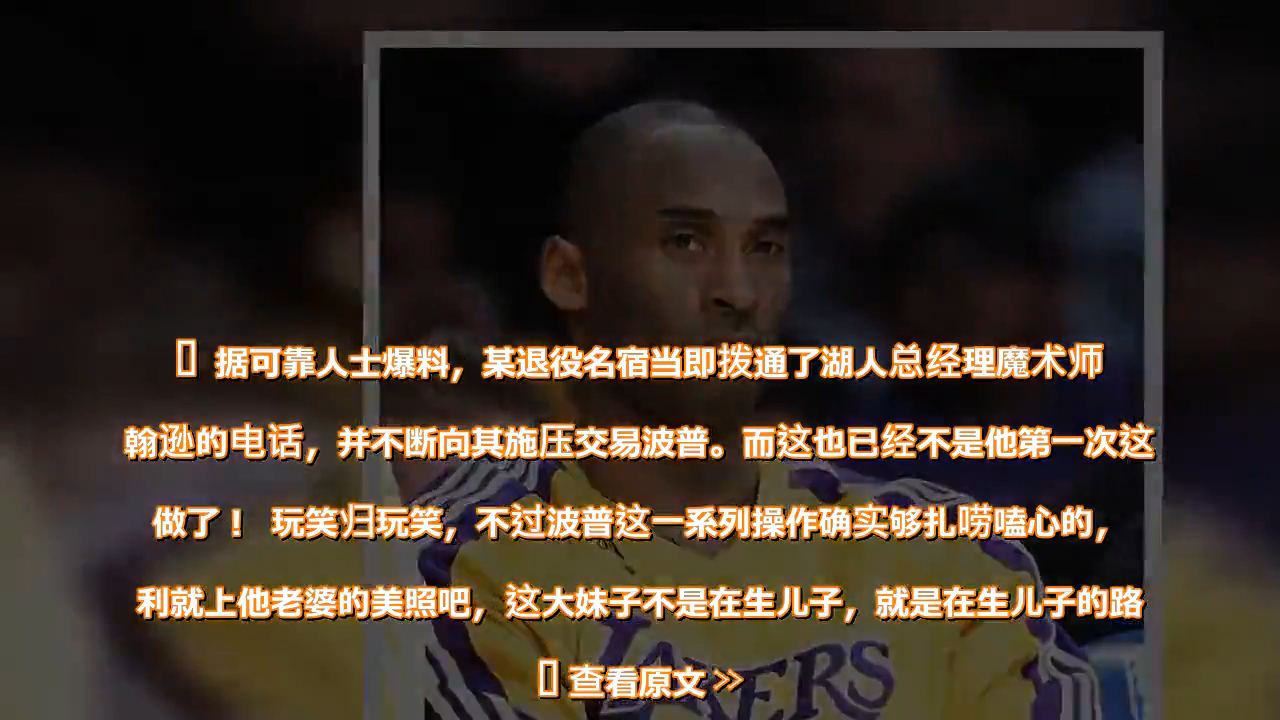 据可靠人士爆料，某退役名宿当即拨通了湖人总经理魔术师
翰逊的电话，并不断向其施压交易波普。而这也已经不是他第一次这
做了！ 玩笑归玩笑，不过波普这一系列操作确实够扎唠嗑心的，
利就上他老婆的美照吧，这大妹子不是在生儿子，就是在生儿子的路
查看原文 >>
LAKERS